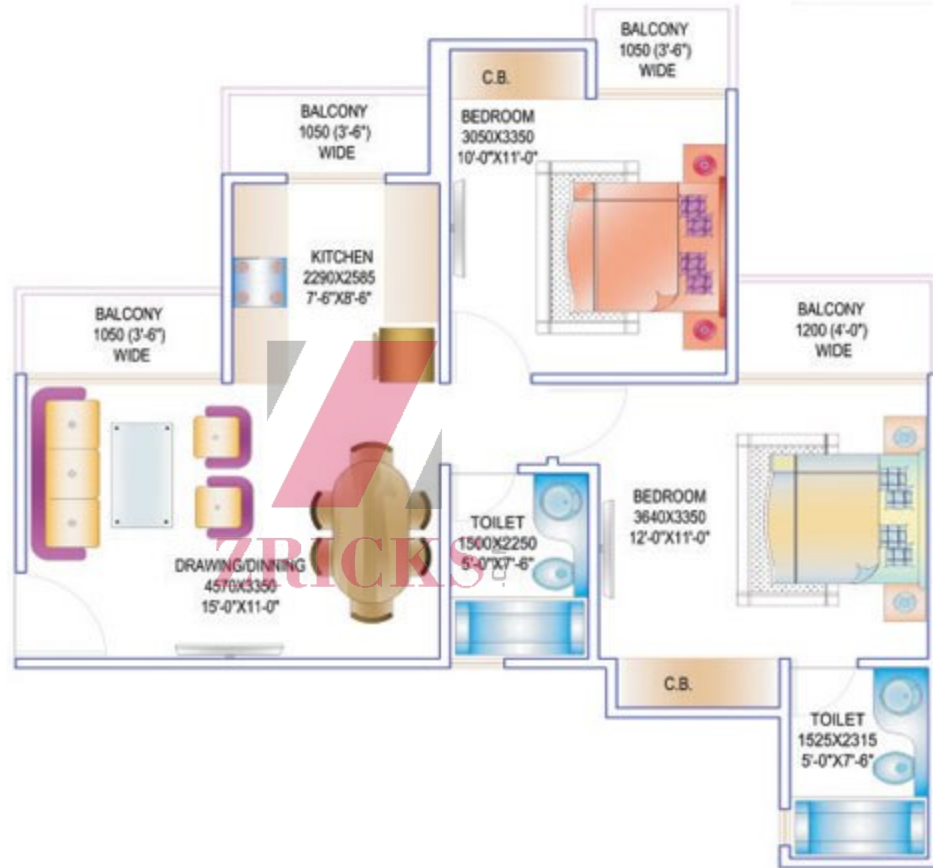 BALCONY
1050 (3'-6")
WIDE
C.B.
BALCONY
1050 (3'-6")
WIDE
BEDROOM
3050X3350
10'-0"X11'-0"
KITCHEN
2290X2585
7'-6"X8'-6"
BALCONY
1050 (3'-6")
WIDE
BALCONY
1200 (4'-0")
WIDE
BEDROOM
3640X3350
12'-0"X11'-0"
TOILET
1500X2250
5'-0"X7'-6"
ZRICKS
DRAWING/DINNING
4570X3350
15'-0"X11-0"
C.B.
TOILET
1525X2315
5'-0"X7'-6"